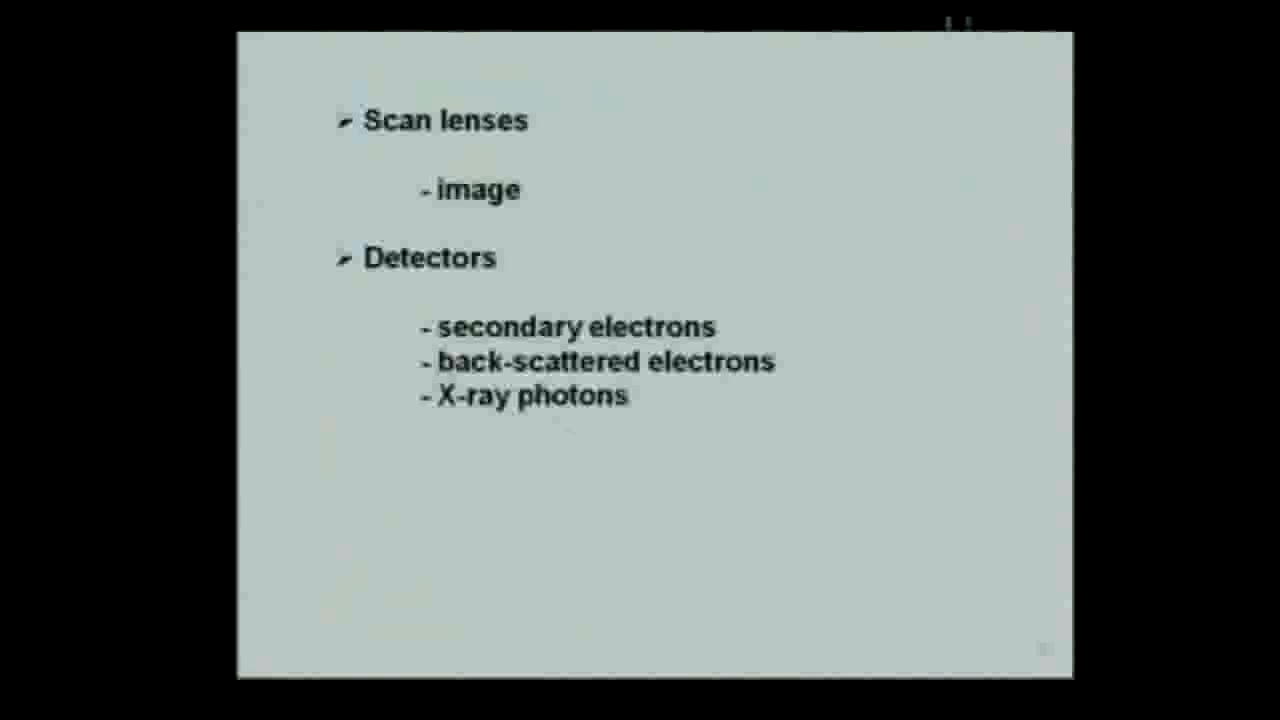 Scan lenses
- image
Detectors
- secondary electrons
- back-scattered electrons
- X-ray photons